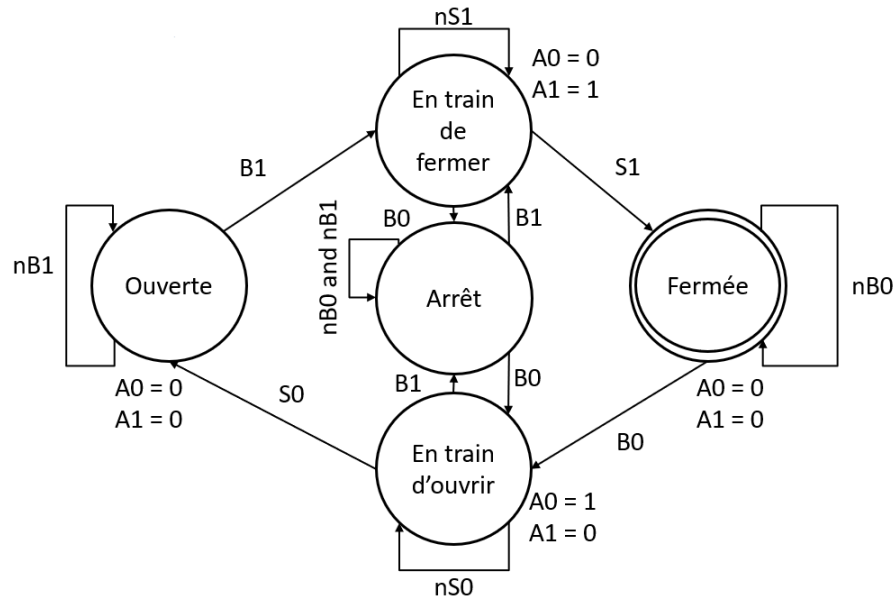 nS1
A0 = 0
A1 = 1
En train
de
fermer
B1
S1
nB1
B0
B1
nB0 and nB1
Ouverte
Arrêt
Fermée
nB0
B1
B0
A0 = 0
A1 = 0
S0
A0 = 0
A1 = 0
B0
En train
d'ouvrir
A0 = 1
A1 = 0
nS0